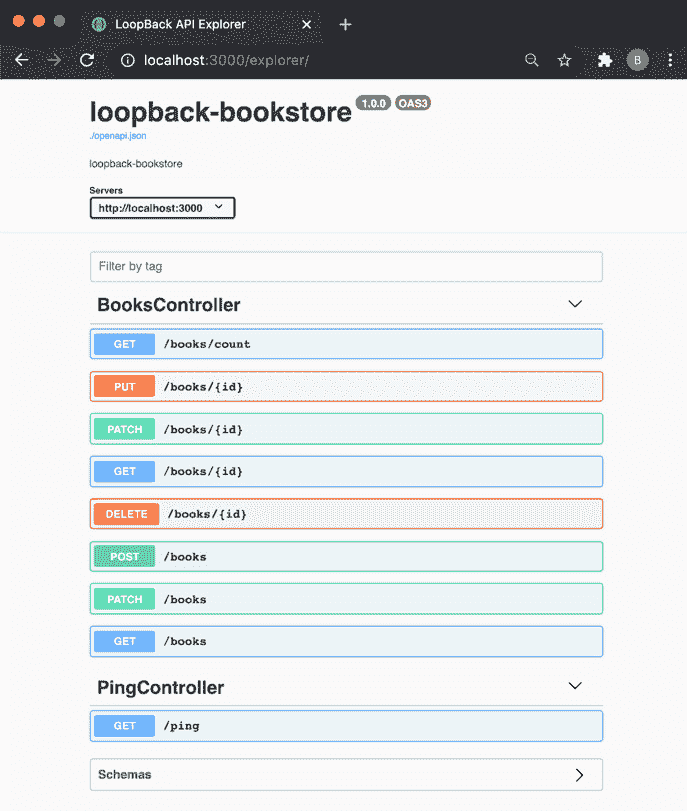 LoopBack API Explorer
localhost:3000/explorer/
B
loopback-bookstore 1.0.0 OAS3
./openapi.json
loopback-bookstore
Servers
http://localhost:3000
Filter by tag
BooksController
GET /books/count
PUT /books/{id}
PATCH /books/{id}
GET /books/{id}
DELETE /books/{id}
POST /books
PATCH /books
GET /books
PingController
GET /ping
Schemas